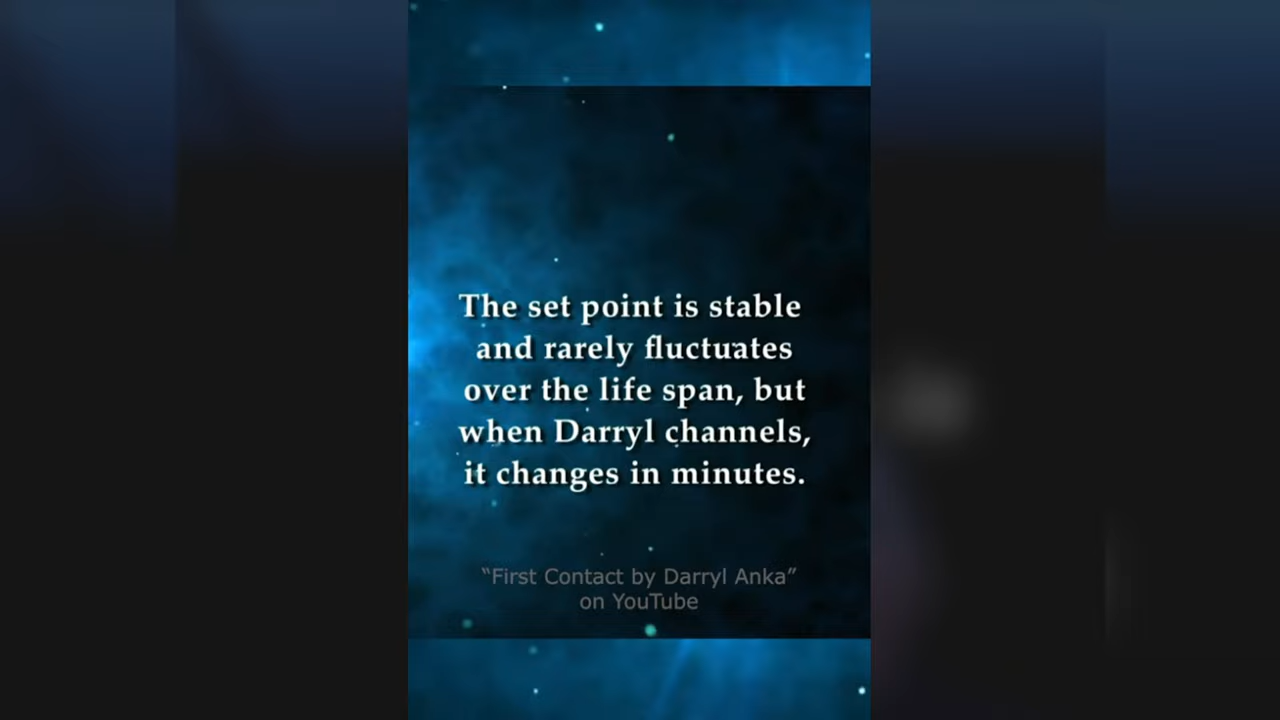 The set point is stable
and rarely fluctuates
over the life span, but
when Darryl channels,
it changes in minutes.
“First Contact by Darryl Anka”
on YouTube